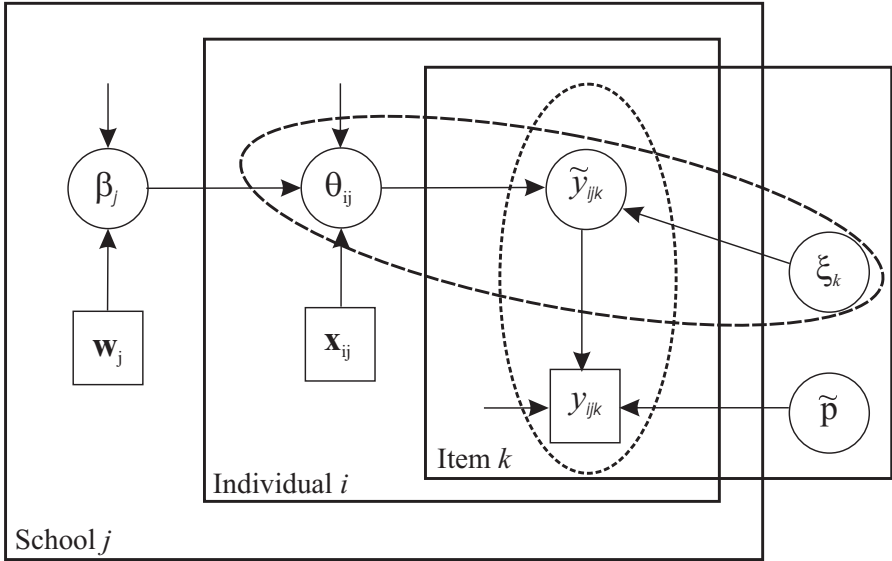 β_j
θ_ij
ỹ_ijk
ξ_k
w_j
x_ij
y_ijk
p̃
Item k
Individual i
School j